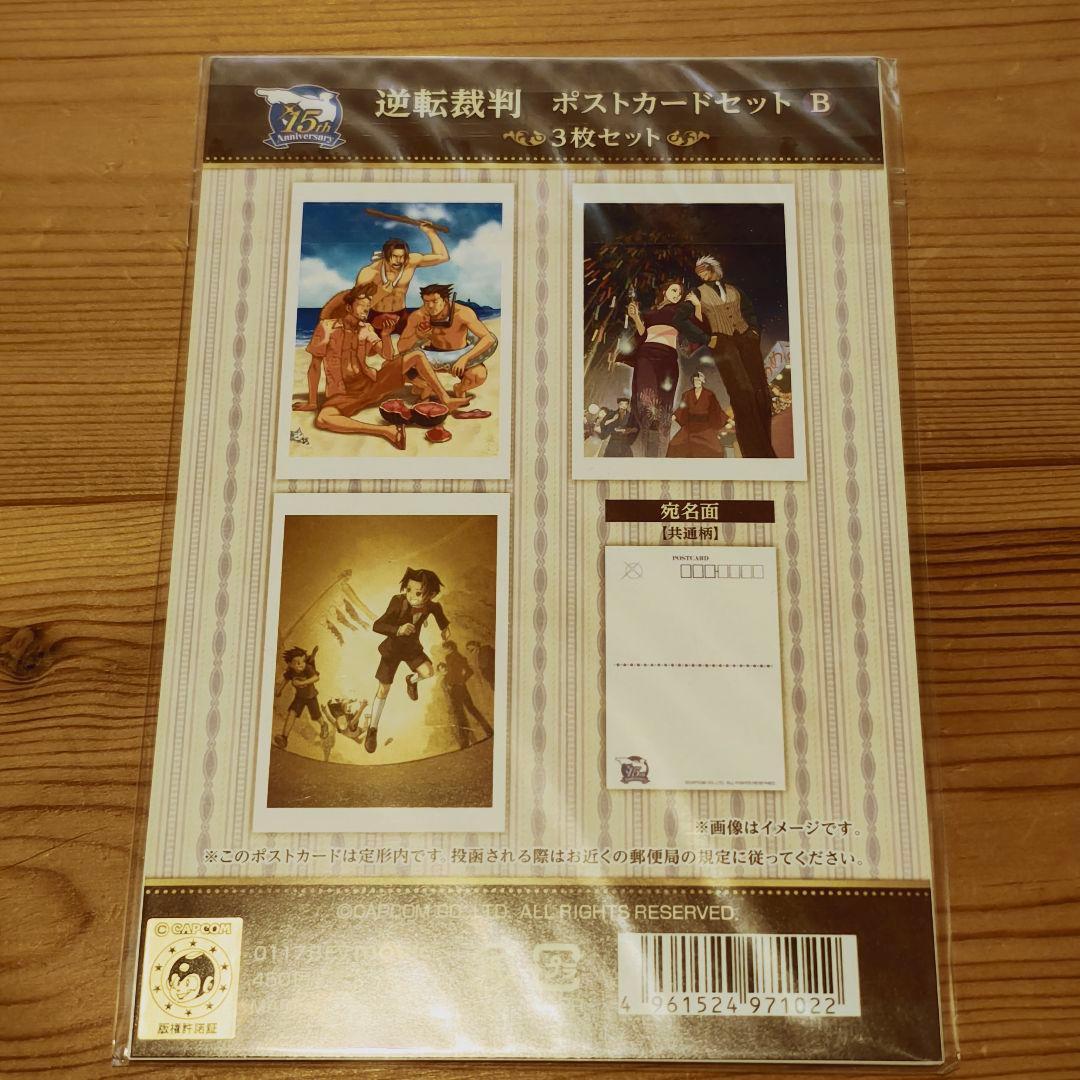 15th
Anniversary
逆転裁判 ポストカードセット B
3枚セット
宛名面
【共通柄】
POSTCARD
15th
※画像はイメージです。
※このポストカードは定形内です。投函される際はお近くの郵便局の規定に従ってください。
©CAPCOM CO., LTD. ALL RIGHTS RESERVED.
©CAPCOM
版権許諾証
4 961524 971022